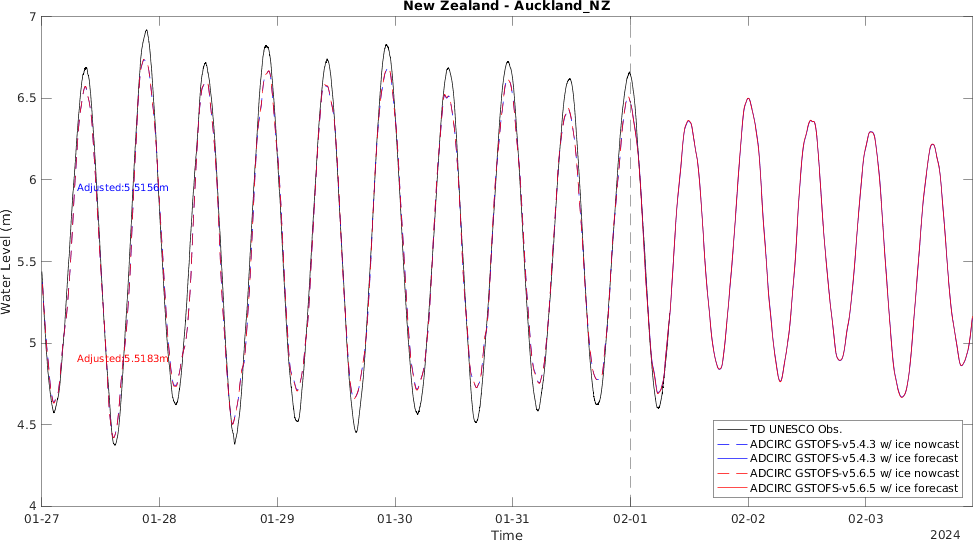 New Zealand - Auckland_NZ
7
6.5
6
5.5
5
4.5
4
Water Level (m)
Adjusted:5.5156m
Adjusted:5.5183m
TD UNESCO Obs.
ADCIRC GSTOFS-v5.4.3 w/ ice nowcast
ADCIRC GSTOFS-v5.4.3 w/ ice forecast
ADCIRC GSTOFS-v5.6.5 w/ ice nowcast
ADCIRC GSTOFS-v5.6.5 w/ ice forecast
01-27 01-28 01-29 01-30 01-31 02-01 02-02 02-03
Time
2024